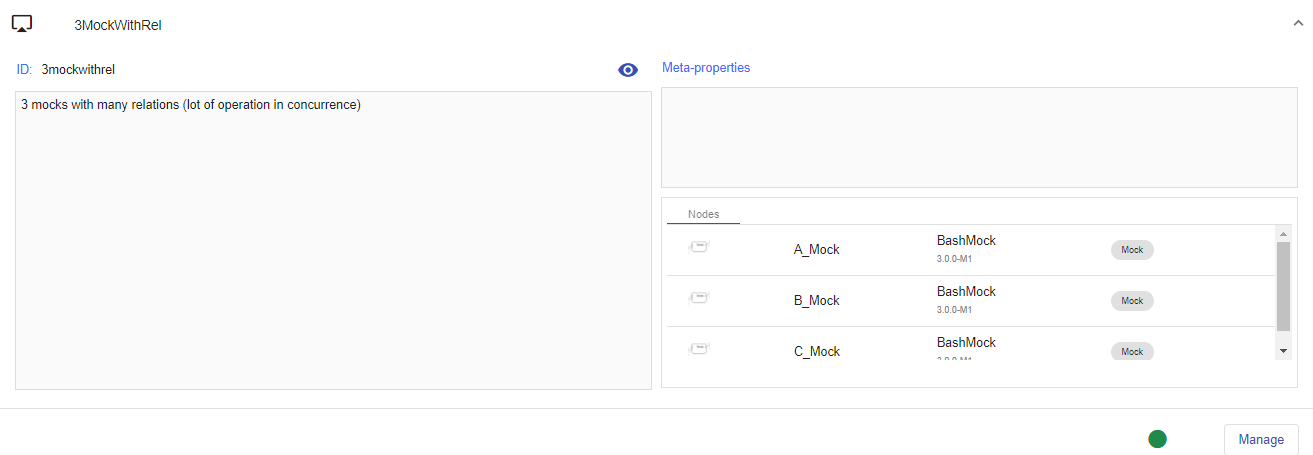 3MockWithRel
ID: 3mockwithrel
3 mocks with many relations (lot of operation in concurrence)
Meta-properties
Nodes
A_Mock
BashMock
3.0.0-M1
Mock
B_Mock
BashMock
3.0.0-M1
Mock
C_Mock
BashMock
Mock
Manage